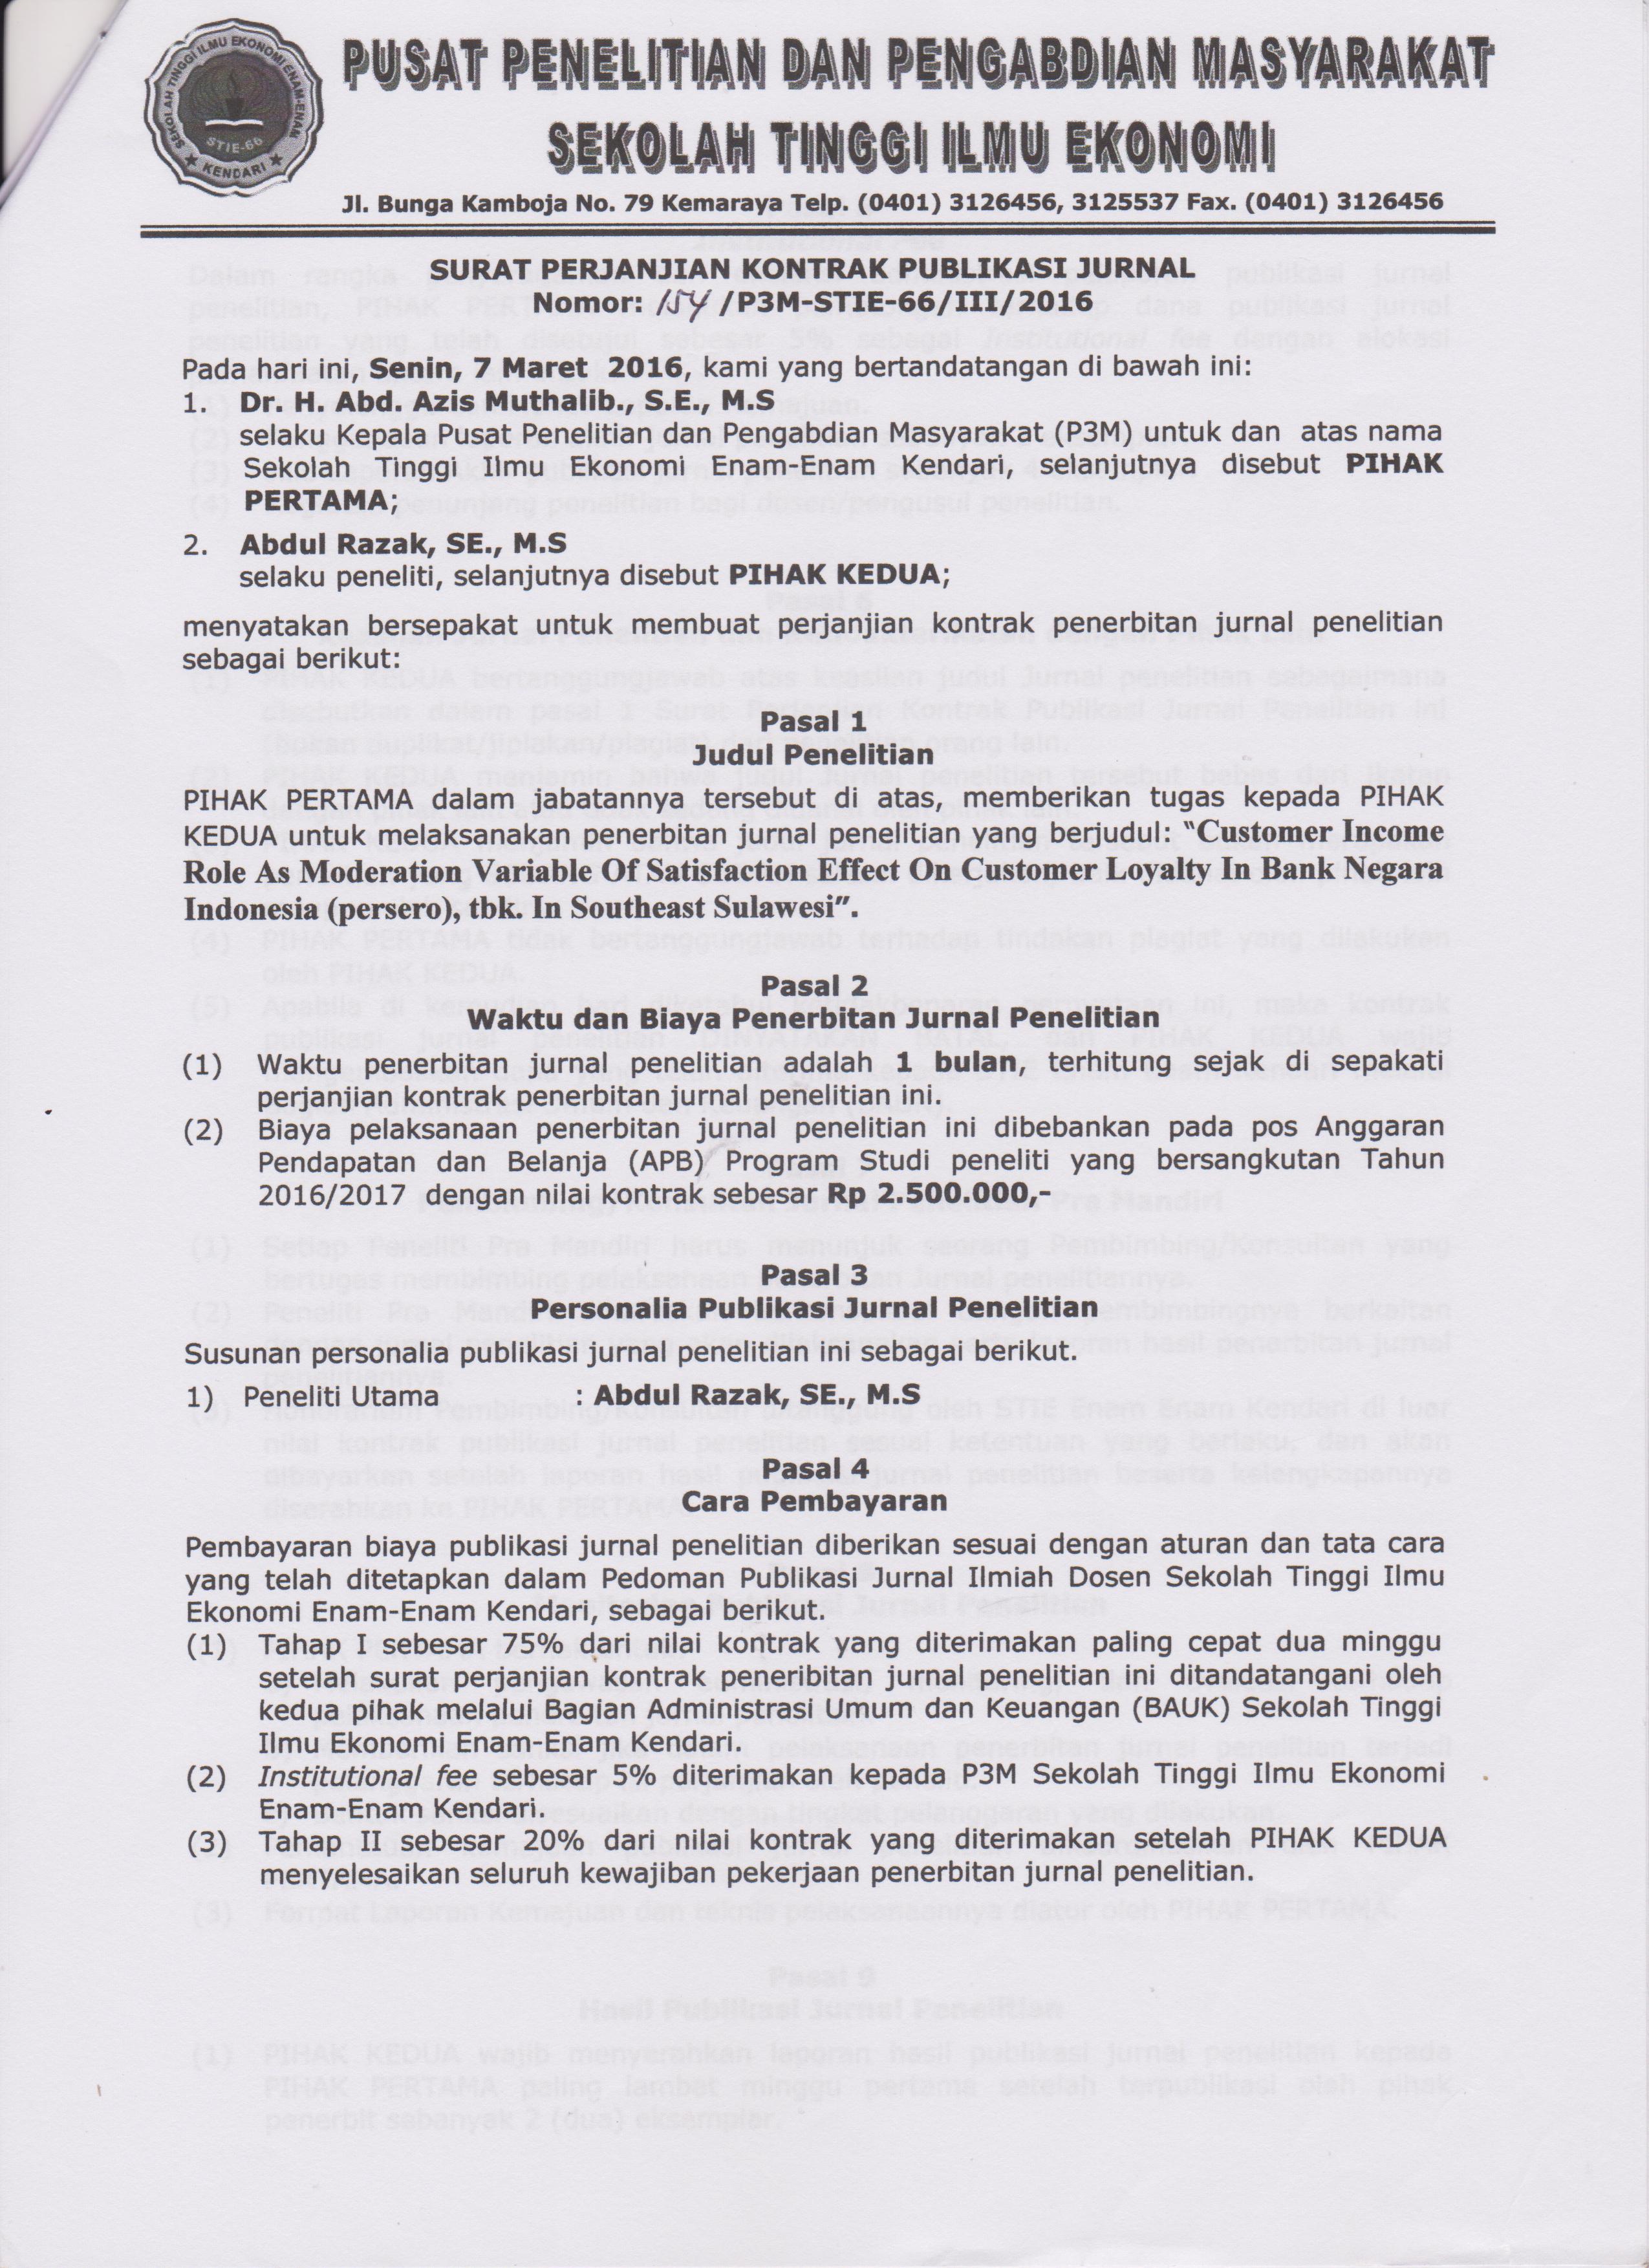 SEKOLAH TINGGI ILMU EKONOMI ENAM-ENAM
STIE-66
KENDARI
PUSAT PENELITIAN DAN PENGABDIAN MASYARAKAT
SEKOLAH TINGGI ILMU EKONOMI
Jl. Bunga Kamboja No. 79 Kemaraya Telp. (0401) 3126456, 3125537 Fax. (0401) 3126456
SURAT PERJANJIAN KONTRAK PUBLIKASI JURNAL
Nomor: 154 /P3M-STIE-66/III/2016
Pada hari ini, Senin, 7 Maret 2016, kami yang bertandatangan di bawah ini:
1. Dr. H. Abd. Azis Muthalib., S.E., M.S
selaku Kepala Pusat Penelitian dan Pengabdian Masyarakat (P3M) untuk dan atas nama
Sekolah Tinggi Ilmu Ekonomi Enam-Enam Kendari, selanjutnya disebut PIHAK
PERTAMA;
2. Abdul Razak, SE., M.S
selaku peneliti, selanjutnya disebut PIHAK KEDUA;
menyatakan bersepakat untuk membuat perjanjian kontrak penerbitan jurnal penelitian
sebagai berikut:
Pasal 1
Judul Penelitian
PIHAK PERTAMA dalam jabatannya tersebut di atas, memberikan tugas kepada PIHAK
KEDUA untuk melaksanakan penerbitan jurnal penelitian yang berjudul: "Customer Income
Role As Moderation Variable Of Satisfaction Effect On Customer Loyalty In Bank Negara
Indonesia (persero), tbk. In Southeast Sulawesi".
Pasal 2
Waktu dan Biaya Penerbitan Jurnal Penelitian
(1) Waktu penerbitan jurnal penelitian adalah 1 bulan, terhitung sejak di sepakati
perjanjian kontrak penerbitan jurnal penelitian ini.
(2) Biaya pelaksanaan penerbitan jurnal penelitian ini dibebankan pada pos Anggaran
Pendapatan dan Belanja (APB) Program Studi peneliti yang bersangkutan Tahun
2016/2017 dengan nilai kontrak sebesar Rp 2.500.000,-
Pasal 3
Personalia Publikasi Jurnal Penelitian
Susunan personalia publikasi jurnal penelitian ini sebagai berikut.
1) Peneliti Utama : Abdul Razak, SE., M.S
Pasal 4
Cara Pembayaran
Pembayaran biaya publikasi jurnal penelitian diberikan sesuai dengan aturan dan tata cara
yang telah ditetapkan dalam Pedoman Publikasi Jurnal Ilmiah Dosen Sekolah Tinggi Ilmu
Ekonomi Enam-Enam Kendari, sebagai berikut.
(1) Tahap I sebesar 75% dari nilai kontrak yang diterimakan paling cepat dua minggu
setelah surat perjanjian kontrak peneribitan jurnal penelitian ini ditandatangani oleh
kedua pihak melalui Bagian Administrasi Umum dan Keuangan (BAUK) Sekolah Tinggi
Ilmu Ekonomi Enam-Enam Kendari.
(2) Institutional fee sebesar 5% diterimakan kepada P3M Sekolah Tinggi Ilmu Ekonomi
Enam-Enam Kendari.
(3) Tahap II sebesar 20% dari nilai kontrak yang diterimakan setelah PIHAK KEDUA
menyelesaikan seluruh kewajiban pekerjaan penerbitan jurnal penelitian.